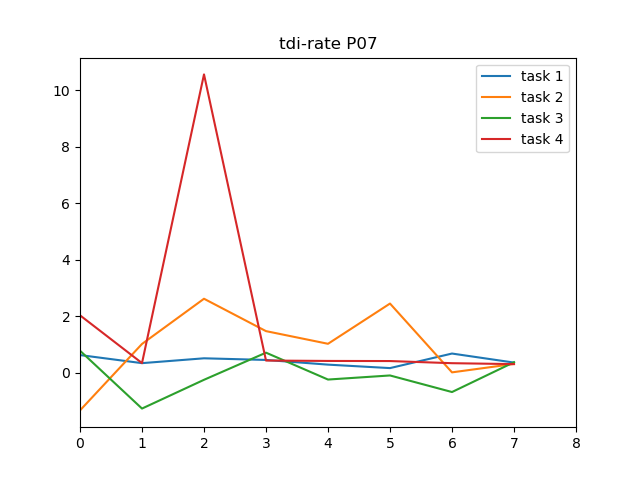 tdi-rate P07
task 1
task 2
task 3
task 4
10
8
6
4
2
0
0 1 2 3 4 5 6 7 8